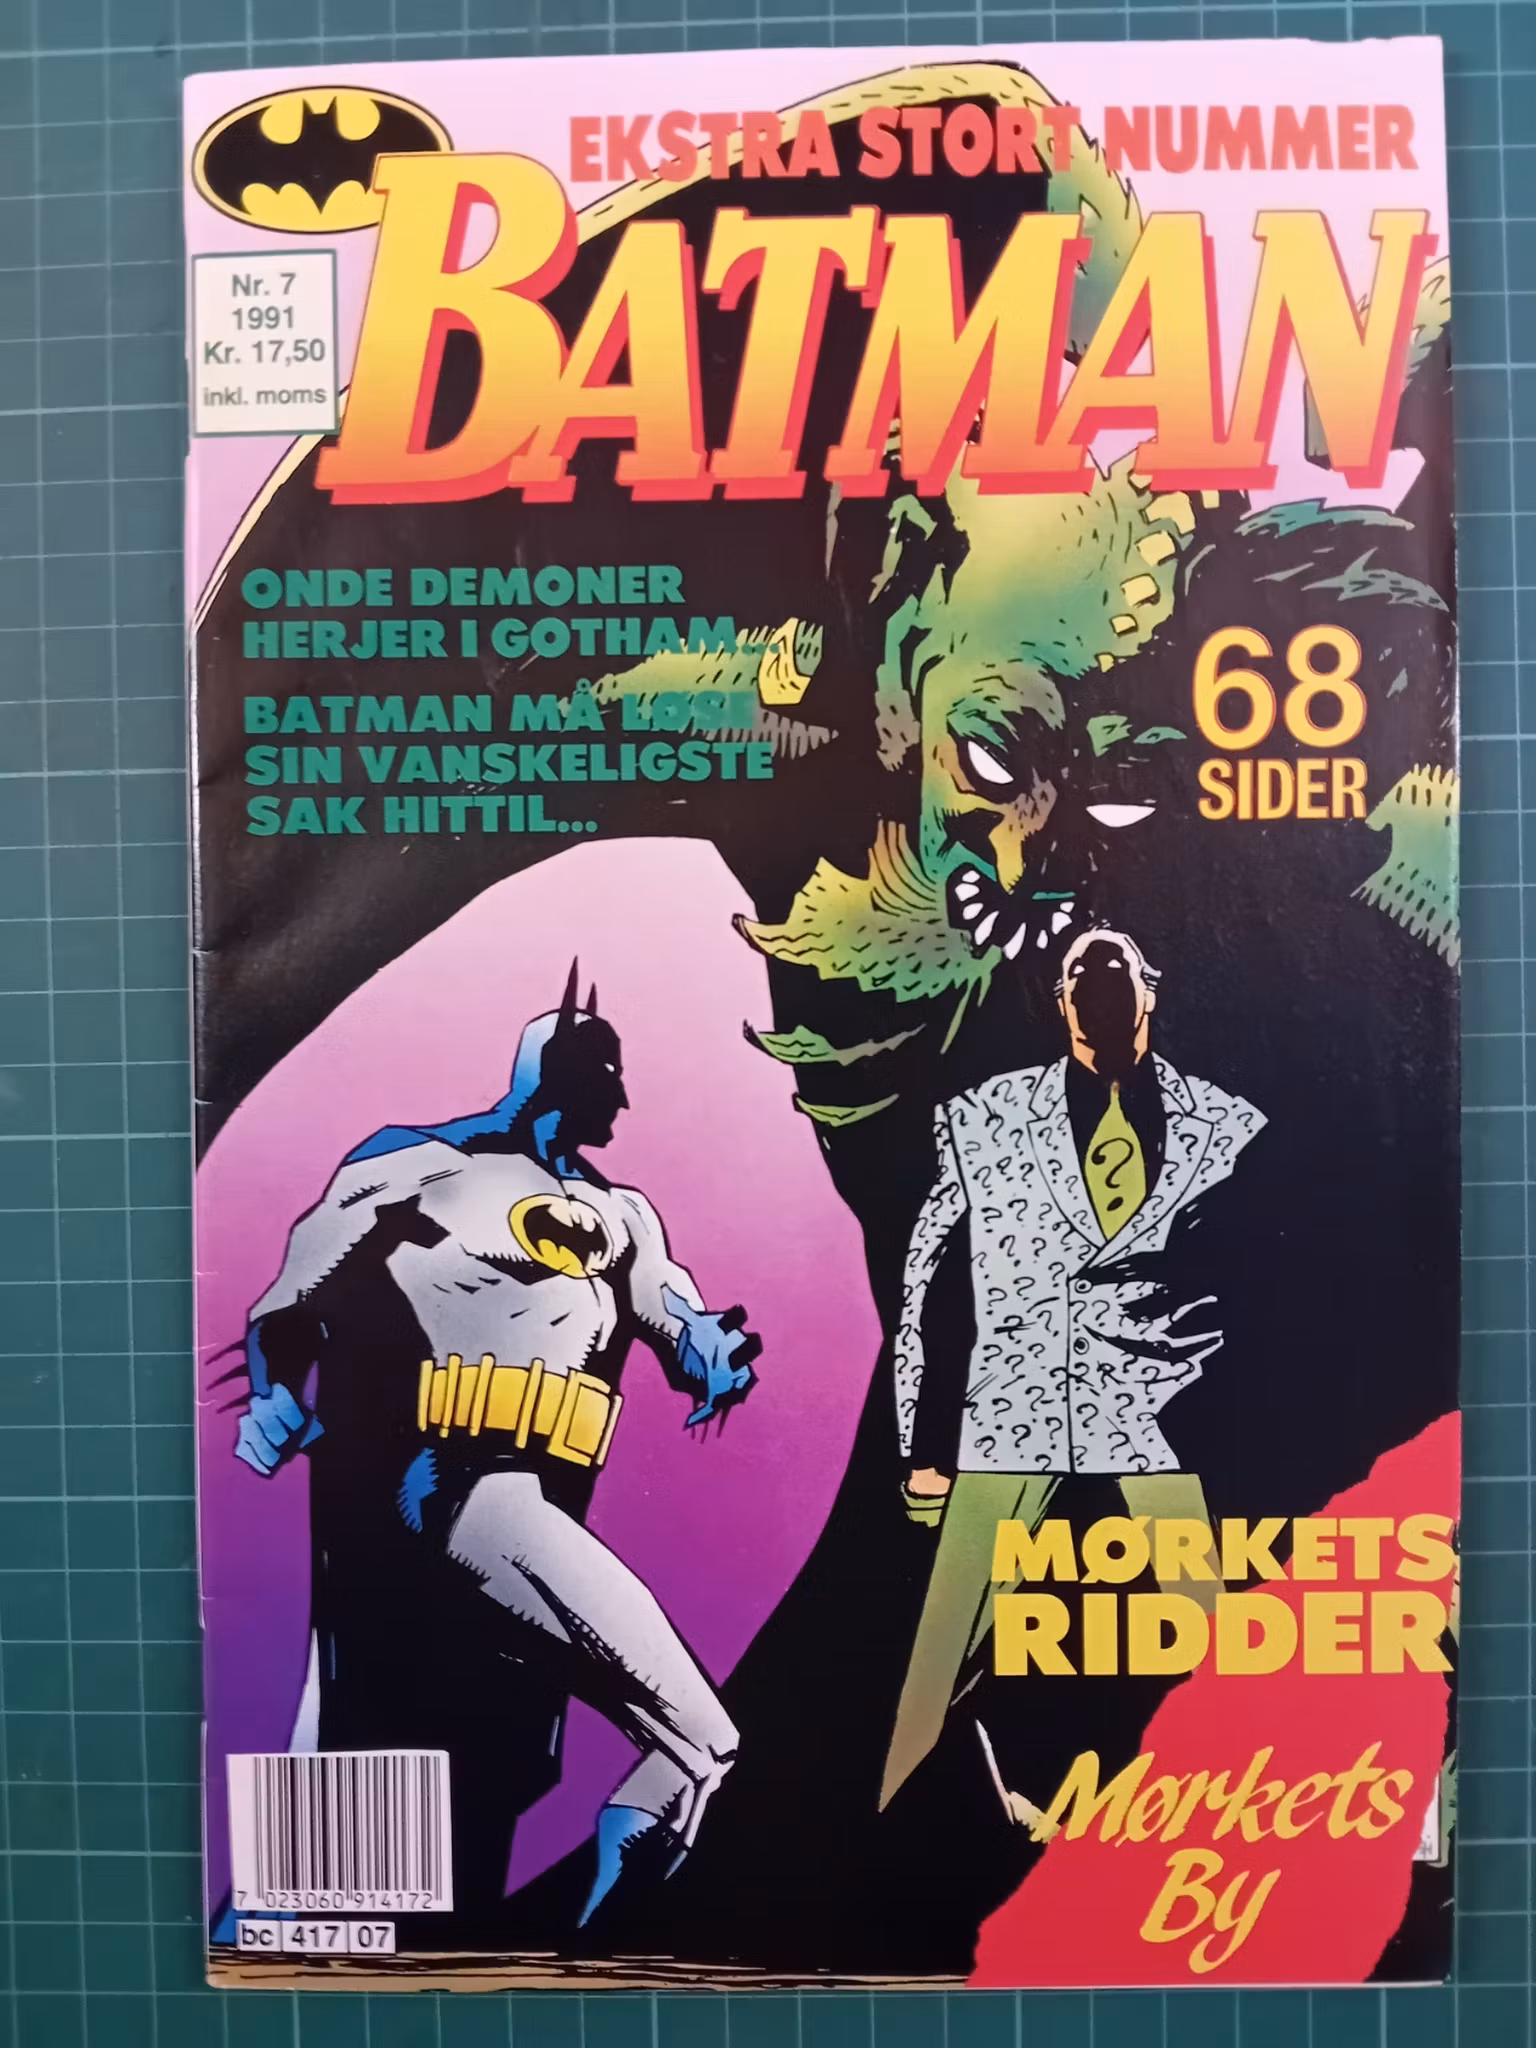 EKSTRA STORT NUMMER
BATMAN
Nr. 7
1991
Kr. 17,50
inkl. moms
ONDE DEMONER
HERJER I GOTHAM...
BATMAN MÅ LØSE
SIN VANSKELIGSTE
SAK HITTIL...
68
SIDER
?
MØRKETS
RIDDER
Mørkets
By
7 023060 914172
bc 417 07